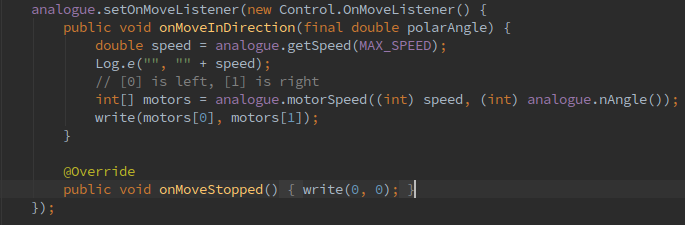 analogue.setOnMoveListener(new Control.OnMoveListener() {
    public void onMoveInDirection(final double polarAngle) {
        double speed = analogue.getSpeed(MAX_SPEED);
        Log.e("", "" + speed);
        // [0] is left, [1] is right
        int[] motors = analogue.motorSpeed((int) speed, (int) analogue.nAngle());
        write(motors[0], motors[1]);
    }

    @Override
    public void onMoveStopped() { write(0, 0); }
});